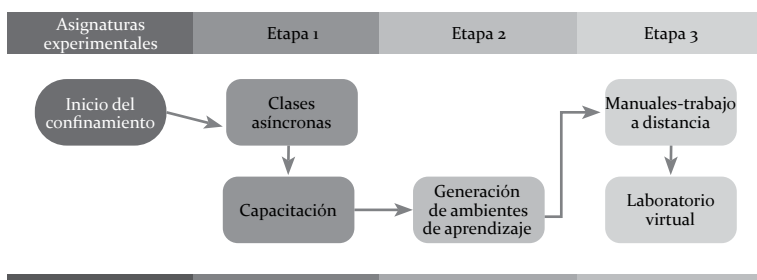 Asignaturas
experimentales
Etapa 1
Etapa 2
Etapa 3
Inicio del
confinamiento
Clases
asíncronas
Manuales-trabajo
a distancia
Capacitación
Generación
de ambientes
de aprendizaje
Laboratorio
virtual